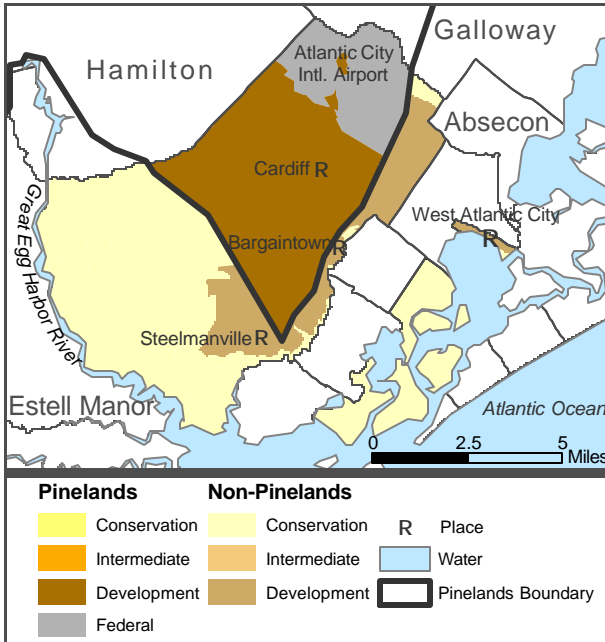 Hamilton
Galloway
Atlantic City
Intl. Airport
Absecon
Cardiff R
West Atlantic City
R
Bargaintown R
Great Egg Harbor River
Steelmanville R
Estell Manor
Atlantic Ocean
0 2.5 5
Miles
Pinelands Non-Pinelands
Conservation Conservation R Place
Intermediate Intermediate Water
Development Development Pinelands Boundary
Federal